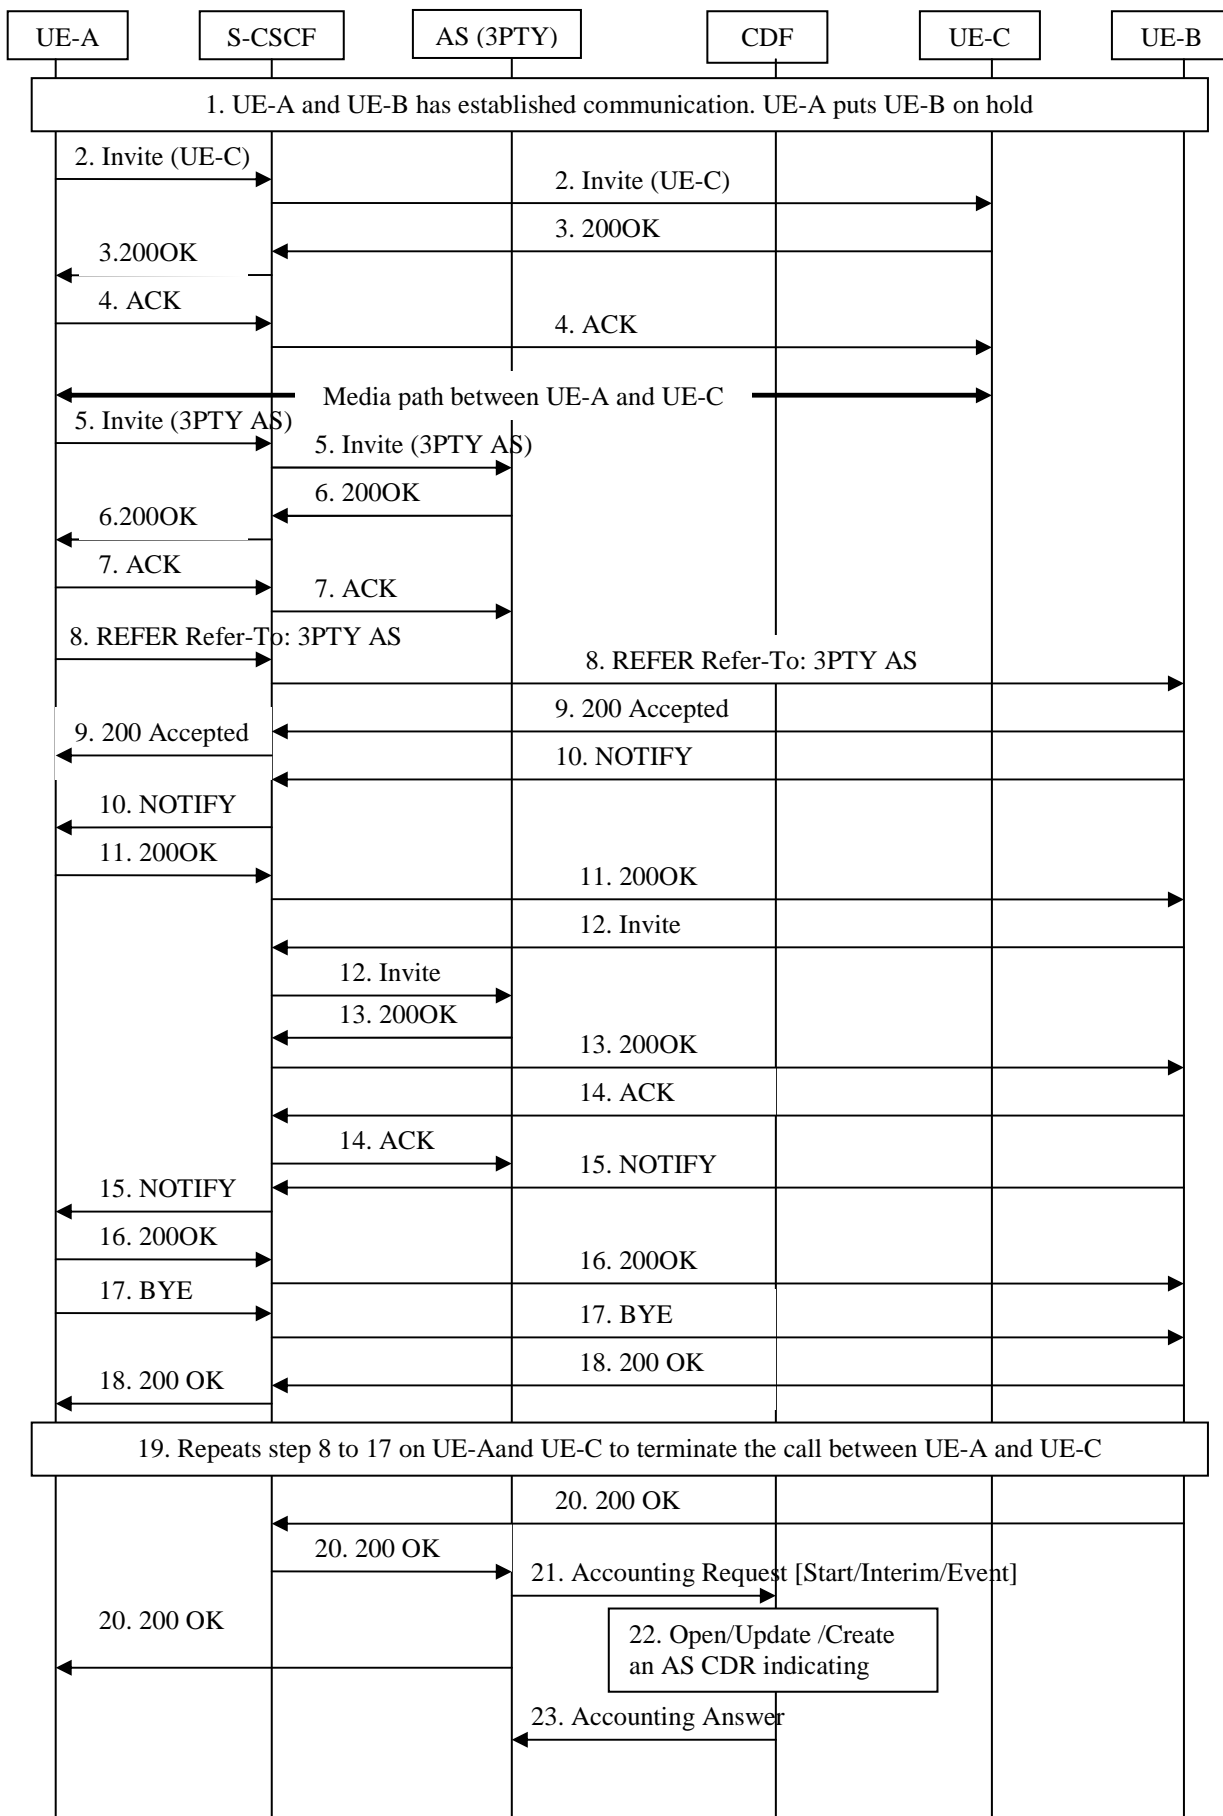 UE-A
S-CSCF
AS (3PTY)
CDF
UE-C
UE-B
1. UE-A and UE-B has established communication. UE-A puts UE-B on hold
2. Invite (UE-C)
2. Invite (UE-C)
3. 200OK
3.200OK
4. ACK
4. ACK
Media path between UE-A and UE-C
5. Invite (3PTY AS)
5. Invite (3PTY AS)
6. 200OK
6.200OK
7. ACK
7. ACK
8. REFER Refer-To: 3PTY AS
8. REFER Refer-To: 3PTY AS
9. 200 Accepted
9. 200 Accepted
10. NOTIFY
10. NOTIFY
11. 200OK
11. 200OK
12. Invite
12. Invite
13. 200OK
13. 200OK
14. ACK
14. ACK
15. NOTIFY
15. NOTIFY
16. 200OK
16. 200OK
17. BYE
17. BYE
18. 200 OK
18. 200 OK
19. Repeats step 8 to 17 on UE-Aand UE-C to terminate the call between UE-A and UE-C
20. 200 OK
20. 200 OK
21. Accounting Request [Start/Interim/Event]
20. 200 OK
22. Open/Update /Create
an AS CDR indicating
23. Accounting Answer